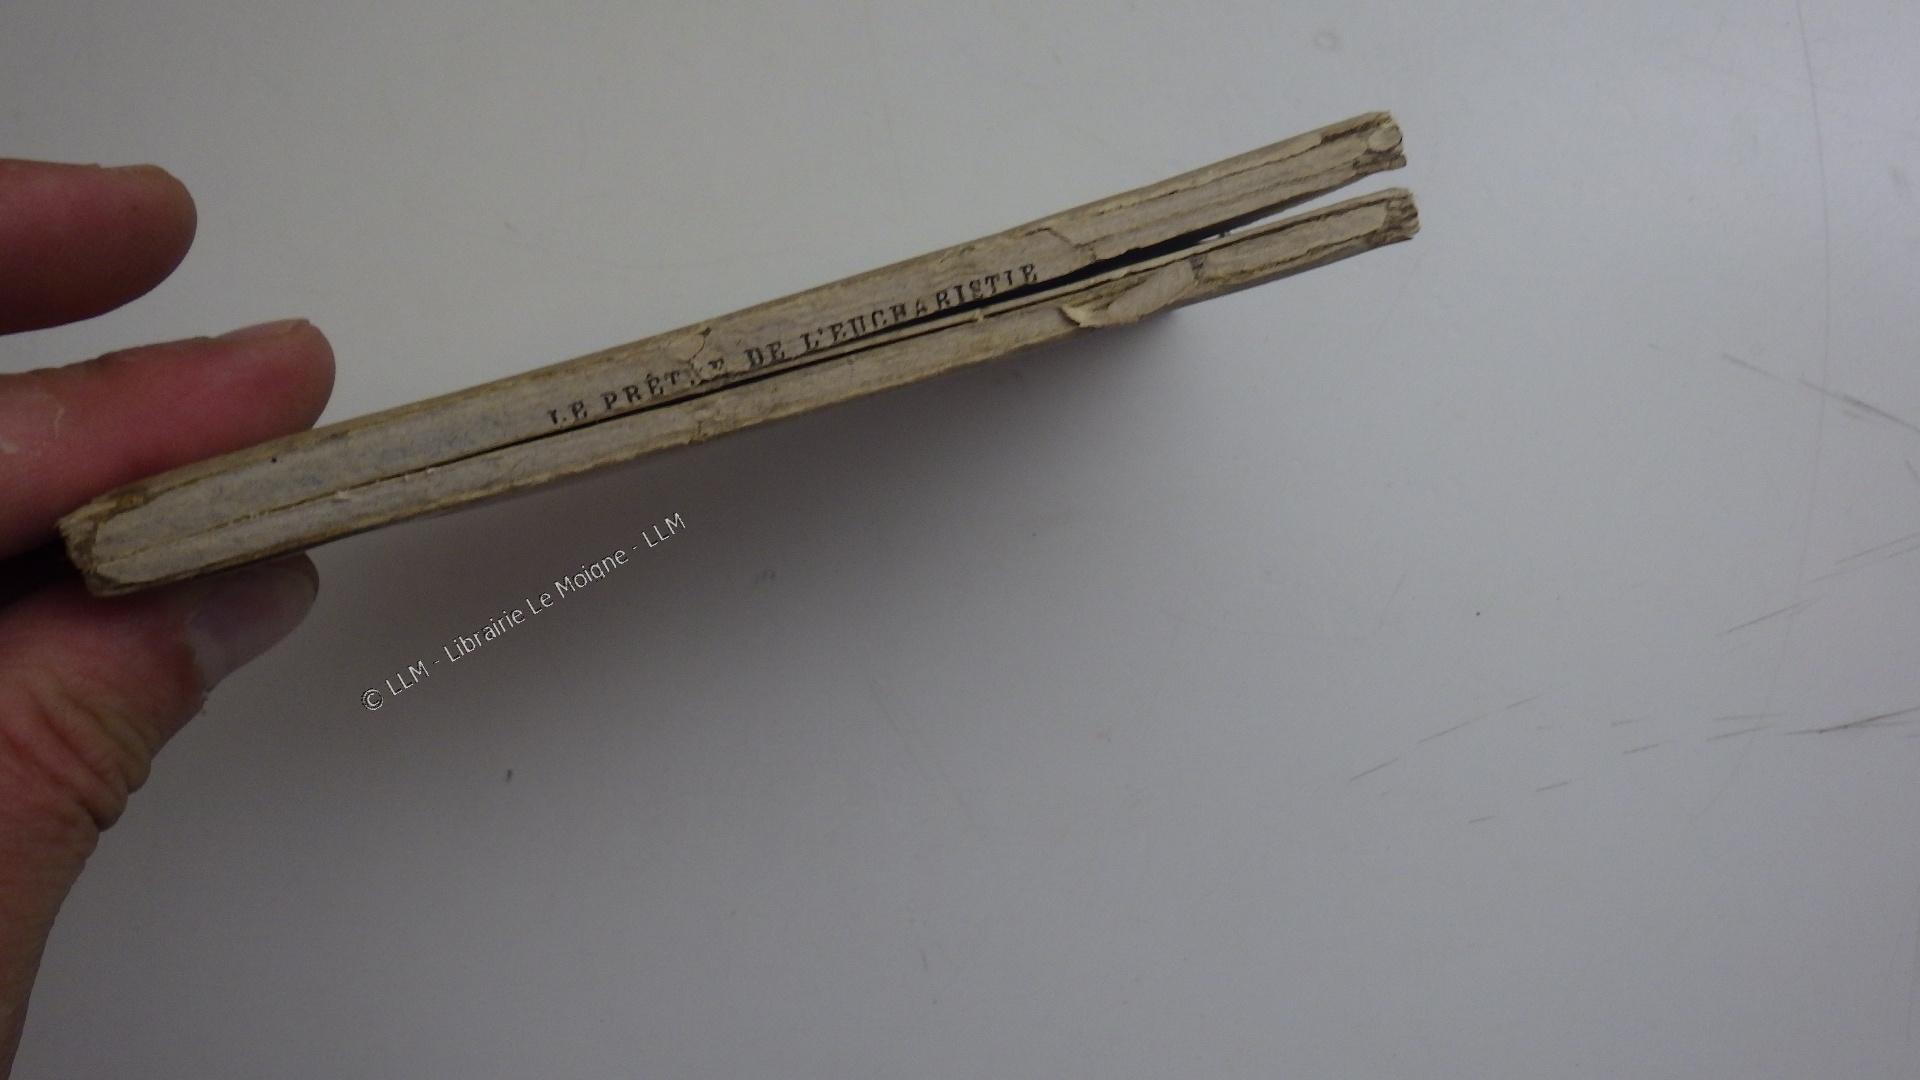 LE PRÊTRE DE L'EUCHARISTIE
© LLM - Librairie Le Moigne - LLM